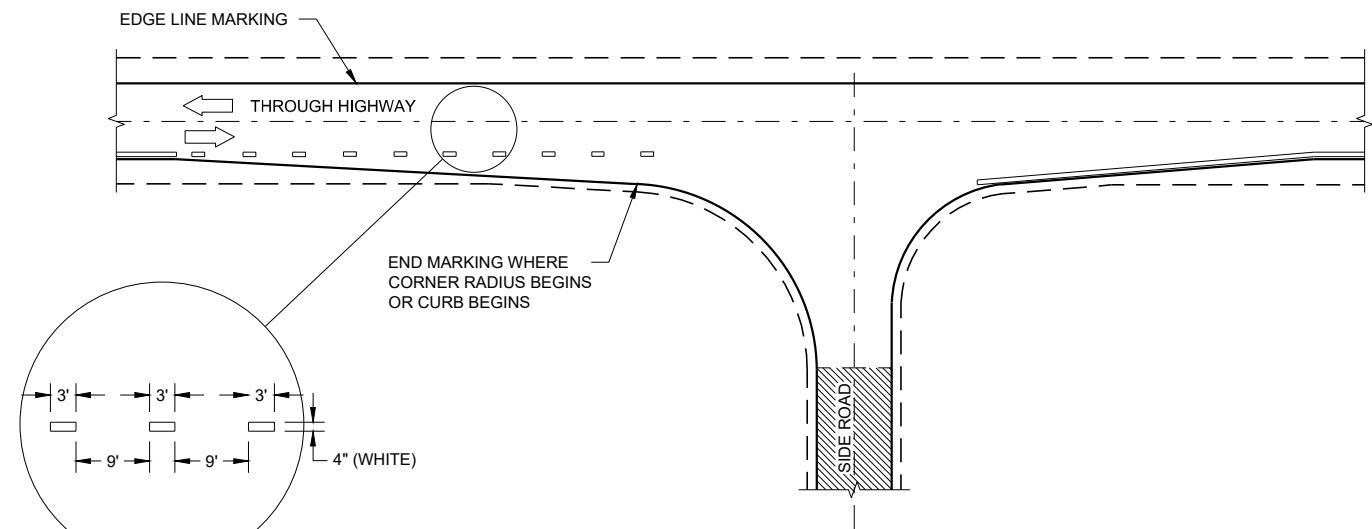 EDGE LINE MARKING
THROUGH HIGHWAY
END MARKING WHERE
CORNER RADIUS BEGINS
OR CURB BEGINS
SIDE ROAD
3' 3' 3'
9' 9'
4" (WHITE)